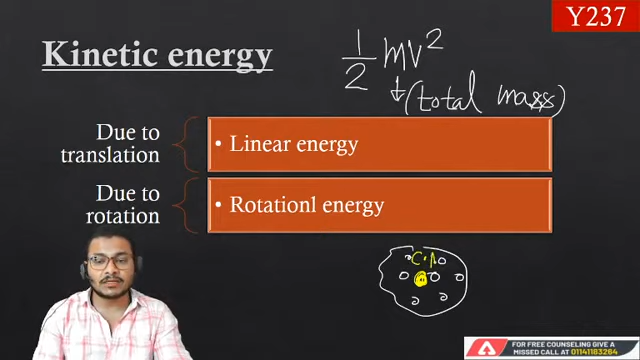 Y237
Kinetic energy
1/2 mv²
↓ (total mass)
Due to
translation
• Linear energy
Due to
rotation
• Rotationl energy
FOR FREE COUNSELING GIVE A
MISSED CALL AT 01141183264